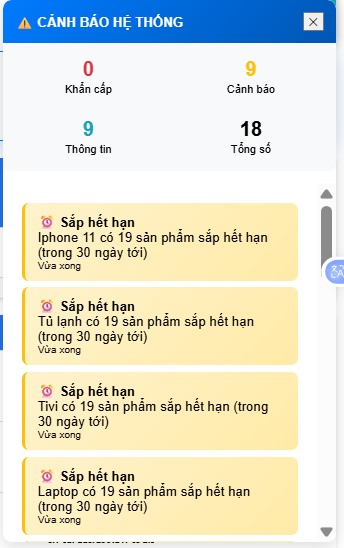 CẢNH BÁO HỆ THỐNG
0
Khẩn cấp
9
Cảnh báo
9
Thông tin
18
Tổng số
Sắp hết hạn
Iphone 11 có 19 sản phẩm sắp hết hạn
(trong 30 ngày tới)
Vừa xong
Sắp hết hạn
Tủ lạnh có 19 sản phẩm sắp hết hạn
(trong 30 ngày tới)
Vừa xong
Sắp hết hạn
Tivi có 19 sản phẩm sắp hết hạn (trong
30 ngày tới)
Vừa xong
Sắp hết hạn
Laptop có 19 sản phẩm sắp hết hạn
(trong 30 ngày tới)
Vừa xong